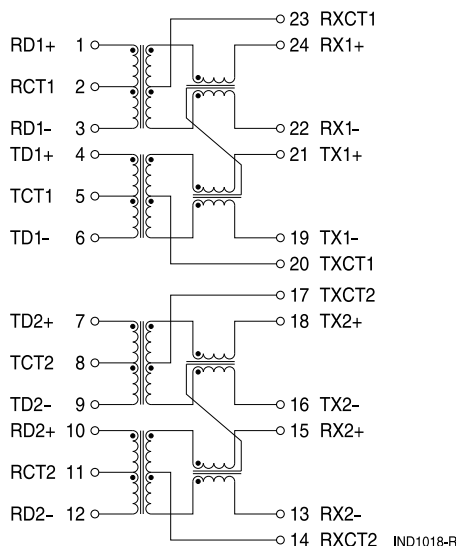 23 RXCT1
RD1+ 1 24 RX1+
RCT1 2
RD1- 3 22 RX1-
TD1+ 4 21 TX1+
TCT1 5
TD1- 6 19 TX1-
20 TXCT1
17 TXCT2
TD2+ 7 18 TX2+
TCT2 8
TD2- 9 16 TX2-
RD2+ 10 15 RX2+
RCT2 11
RD2- 12 13 RX2-
14 RXCT2 IND1018-R